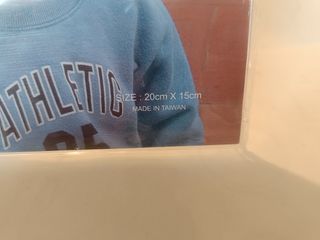 ATHLETIC
SIZE : 20cm X 15cm
MADE IN TAIWAN